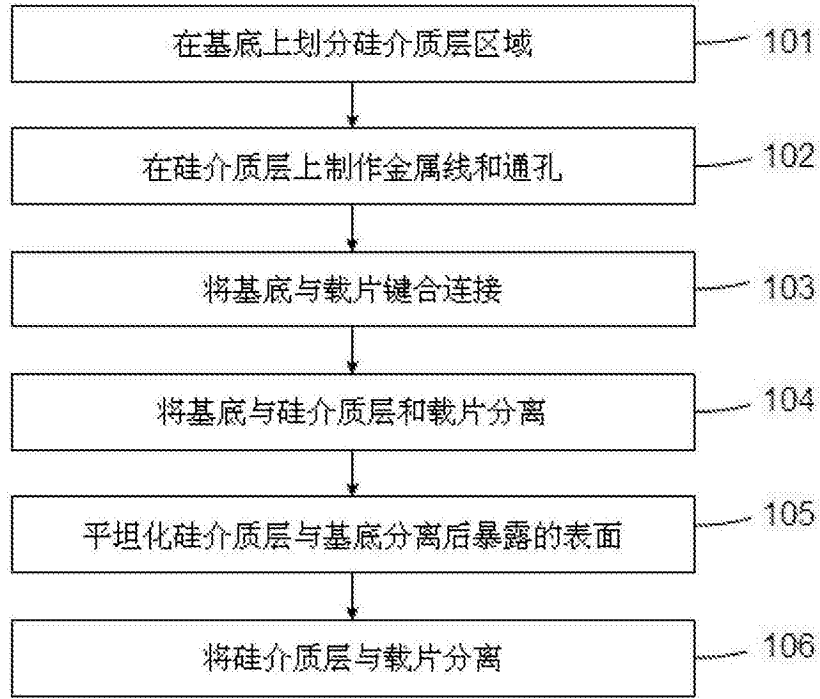 在基底上划分硅介质层区域 101
在硅介质层上制作金属线和通孔 102
将基底与载片键合连接 103
将基底与硅介质层和载片分离 104
平坦化硅介质层与基底分离后暴露的表面 105
将硅介质层与载片分离 106